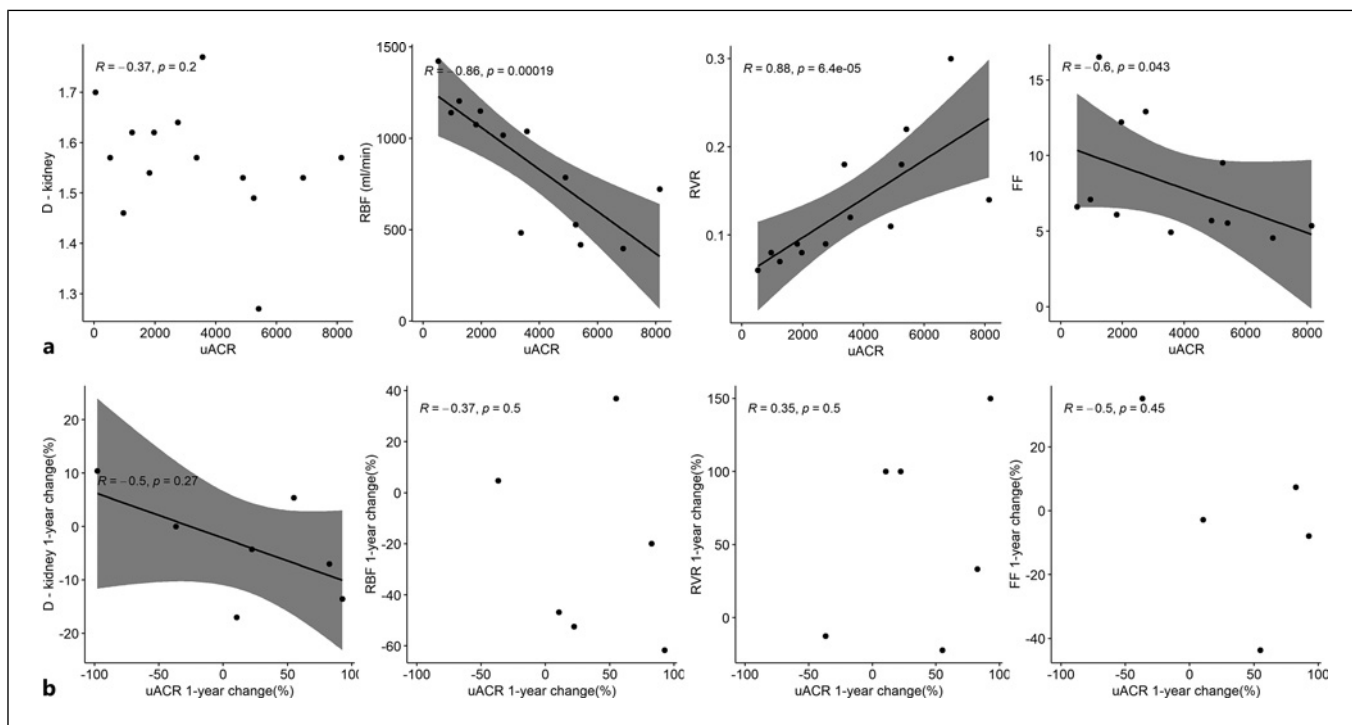 R = −0.37, p = 0.2
1.7
1.6
1.5
1.4
1.3
D - kidney
0 2000 4000 6000 8000
uACR
R = −0.86, p = 0.00019
1500
1000
500
0
RBF (ml/min)
0 2000 4000 6000 8000
uACR
R = 0.88, p = 6.4e-05
0.3
0.2
0.1
RVR
0 2000 4000 6000 8000
uACR
R = −0.6, p = 0.043
15
10
5
0
FF
0 2000 4000 6000 8000
uACR
a
R = −0.5, p = 0.27
20
10
0
-10
-20
D - kidney 1-year change(%)
-100 -50 0 50 100
uACR 1-year change(%)
R = −0.37, p = 0.5
40
20
0
-20
-40
-60
RBF 1-year change(%)
-100 -50 0 50 100
uACR 1-year change(%)
R = 0.35, p = 0.5
150
100
50
0
RVR 1-year change(%)
-100 -50 0 50 100
uACR 1-year change(%)
R = −0.5, p = 0.45
20
0
-20
-40
FF 1-year change(%)
-100 -50 0 50 100
uACR 1-year change(%)
b